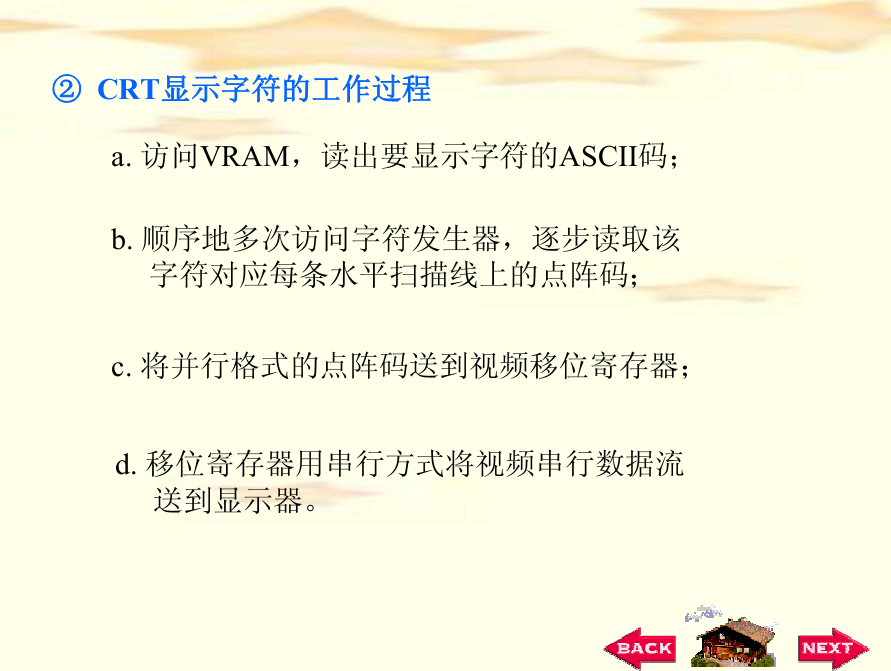 ② CRT显示字符的工作过程
a. 访问VRAM，读出要显示字符的ASCII码；
b. 顺序地多次访问字符发生器，逐步读取该
字符对应每条水平扫描线上的点阵码；
c. 将并行格式的点阵码送到视频移位寄存器；
d. 移位寄存器用串行方式将视频串行数据流
送到显示器。
BACK
NEXT